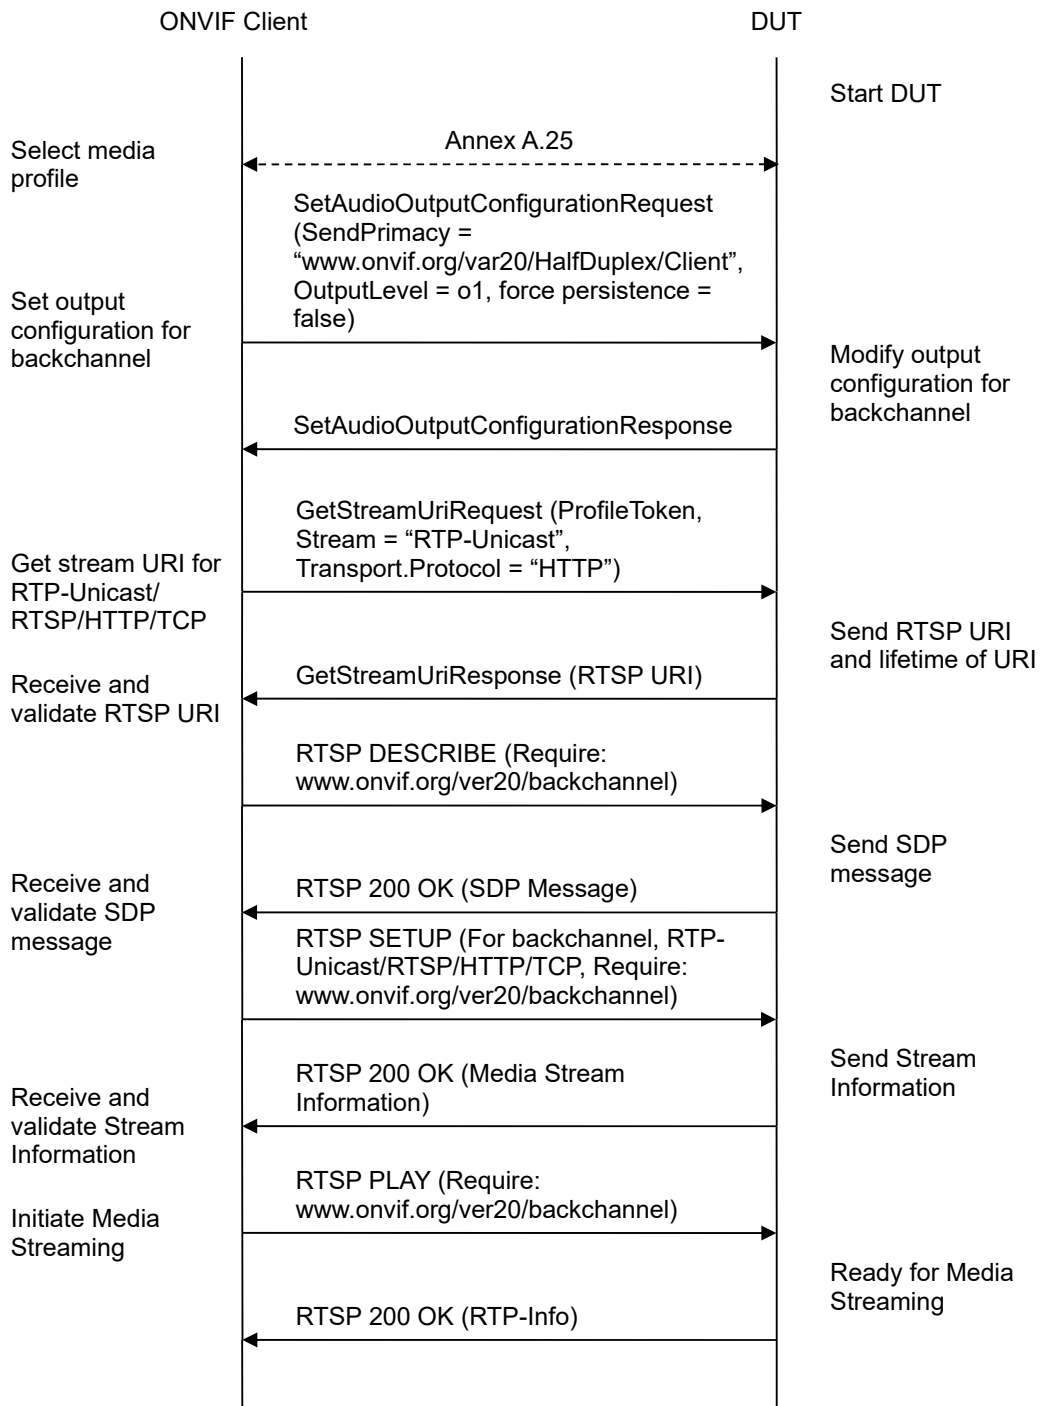 ONVIF Client
DUT
Start DUT
Select media
profile
Annex A.25
SetAudioOutputConfigurationRequest
(SendPrimacy =
“www.onvif.org/var20/HalfDuplex/Client”,
OutputLevel = o1, force persistence =
false)
Set output
configuration for
backchannel
Modify output
configuration for
backchannel
SetAudioOutputConfigurationResponse
GetStreamUriRequest (ProfileToken,
Stream = “RTP-Unicast”,
Transport.Protocol = “HTTP”)
Get stream URI for
RTP-Unicast/
RTSP/HTTP/TCP
Send RTSP URI
and lifetime of URI
GetStreamUriResponse (RTSP URI)
Receive and
validate RTSP URI
RTSP DESCRIBE (Require:
www.onvif.org/ver20/backchannel)
Send SDP
message
RTSP 200 OK (SDP Message)
Receive and
validate SDP
message
RTSP SETUP (For backchannel, RTP-
Unicast/RTSP/HTTP/TCP, Require:
www.onvif.org/ver20/backchannel)
Send Stream
Information
RTSP 200 OK (Media Stream
Information)
Receive and
validate Stream
Information
RTSP PLAY (Require:
www.onvif.org/ver20/backchannel)
Initiate Media
Streaming
Ready for Media
Streaming
RTSP 200 OK (RTP-Info)